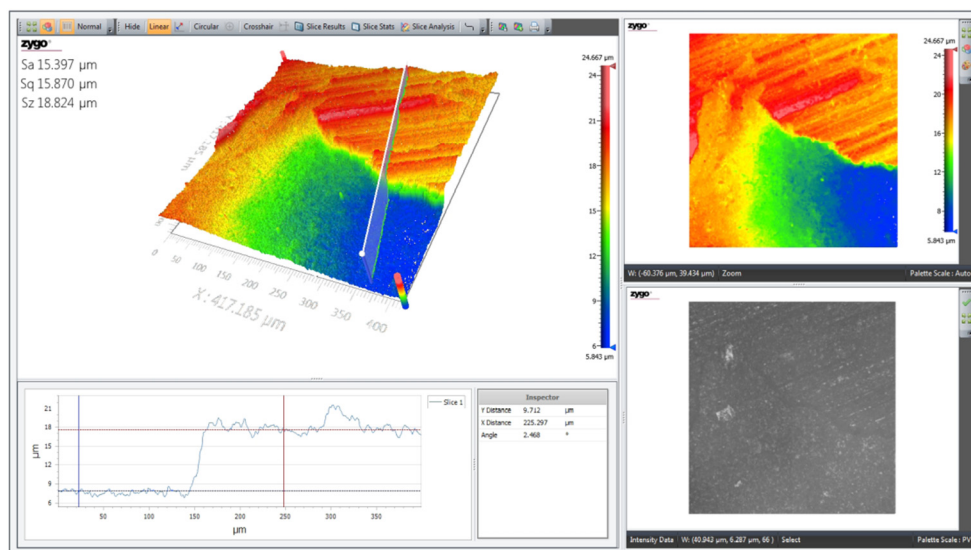 Normal Hide Linear Circular Crosshair Slice Results Slice Stats Slice Analysis
zygo
Sa 15.397 µm
Sq 15.870 µm
Sz 18.824 µm
0 50 100 150 200 250 300 350 400
X: 417.185 µm
24.667 µm
24
21
18
15
12
9
6
5.843 µm
zygo
24.667 µm
24
20
16
12
8
5.843 µm
W: (-60.376 µm, 39.434 µm) Zoom Palette Scale : Auto
zygo
Intensity Data W: (40.943 µm, 6.287 µm, 66 ) Select Palette Scale : PV
21
18
15
12
9
6
µm
50 100 150 200 250 300 350
µm
Slice 1
Inspector
Y Distance 9.712 µm
X Distance 225.297 µm
Angle 2.468 °